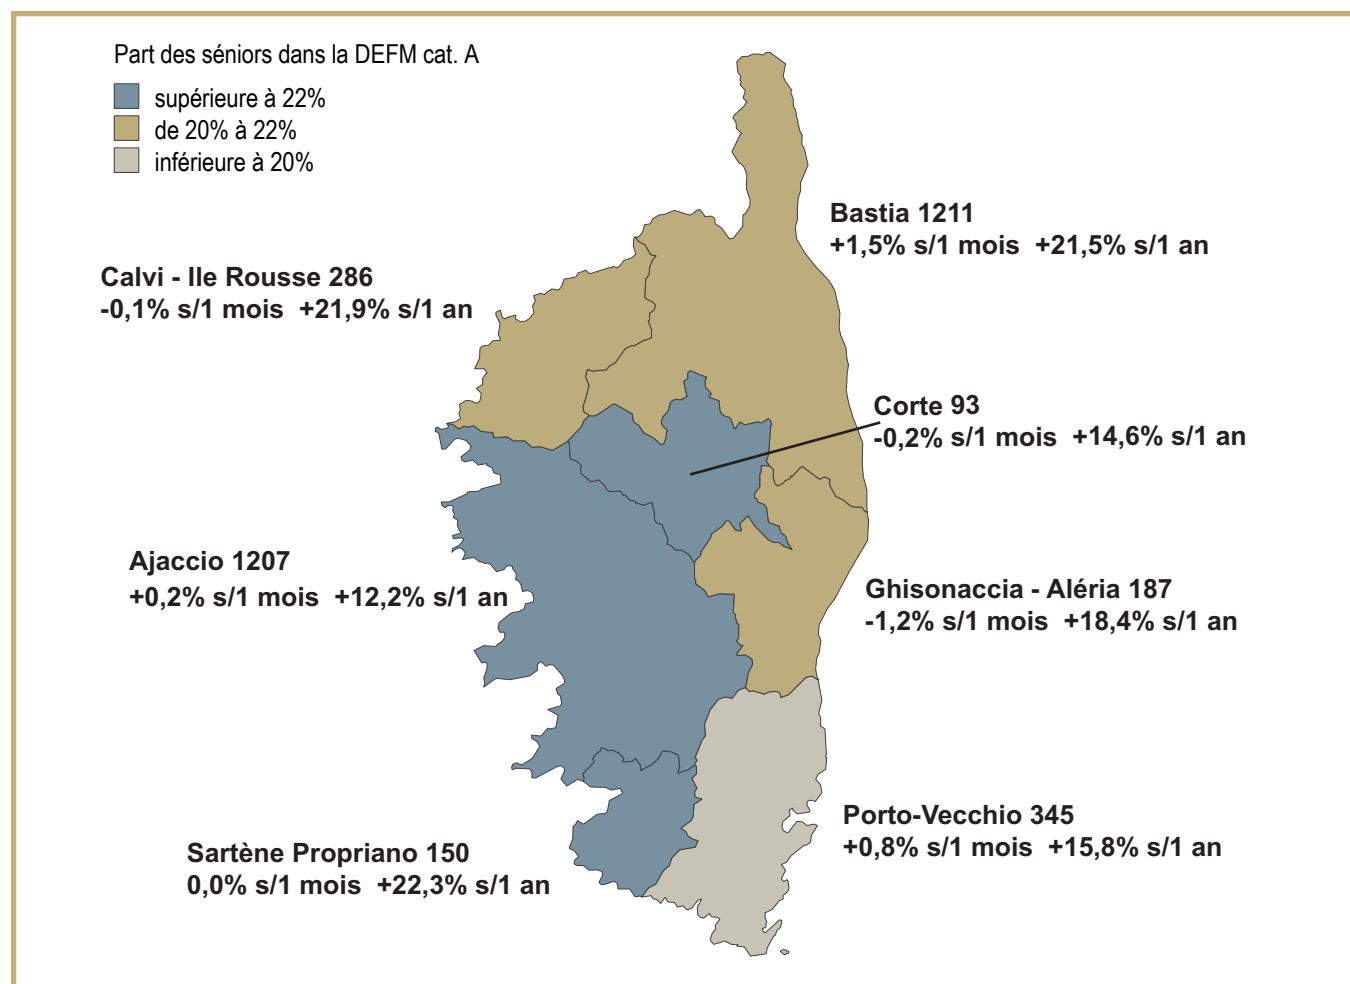 Part des séniors dans la DEFM cat. A
supérieure à 22%
de 20% à 22%
inférieure à 20%
Bastia 1211
+1,5% s/1 mois +21,5% s/1 an
Calvi - Ile Rousse 286
-0,1% s/1 mois +21,9% s/1 an
Corte 93
-0,2% s/1 mois +14,6% s/1 an
Ajaccio 1207
+0,2% s/1 mois +12,2% s/1 an
Ghisonaccia - Aléria 187
-1,2% s/1 mois +18,4% s/1 an
Porto-Vecchio 345
+0,8% s/1 mois +15,8% s/1 an
Sartène Propriano 150
0,0% s/1 mois +22,3% s/1 an